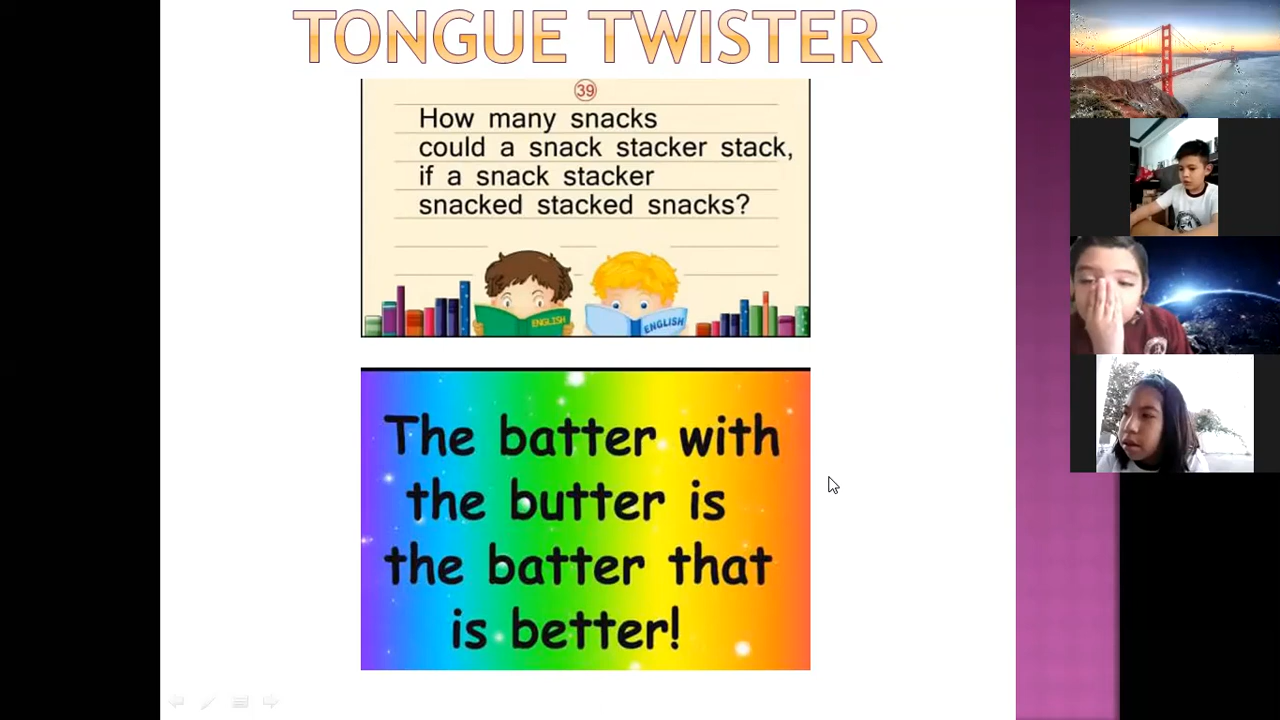 TONGUE TWISTER
39
How many snacks
could a snack stacker stack,
if a snack stacker
snacked stacked snacks?
ENGLISH
ENGLISH
The batter with
the butter is
the batter that
is better!